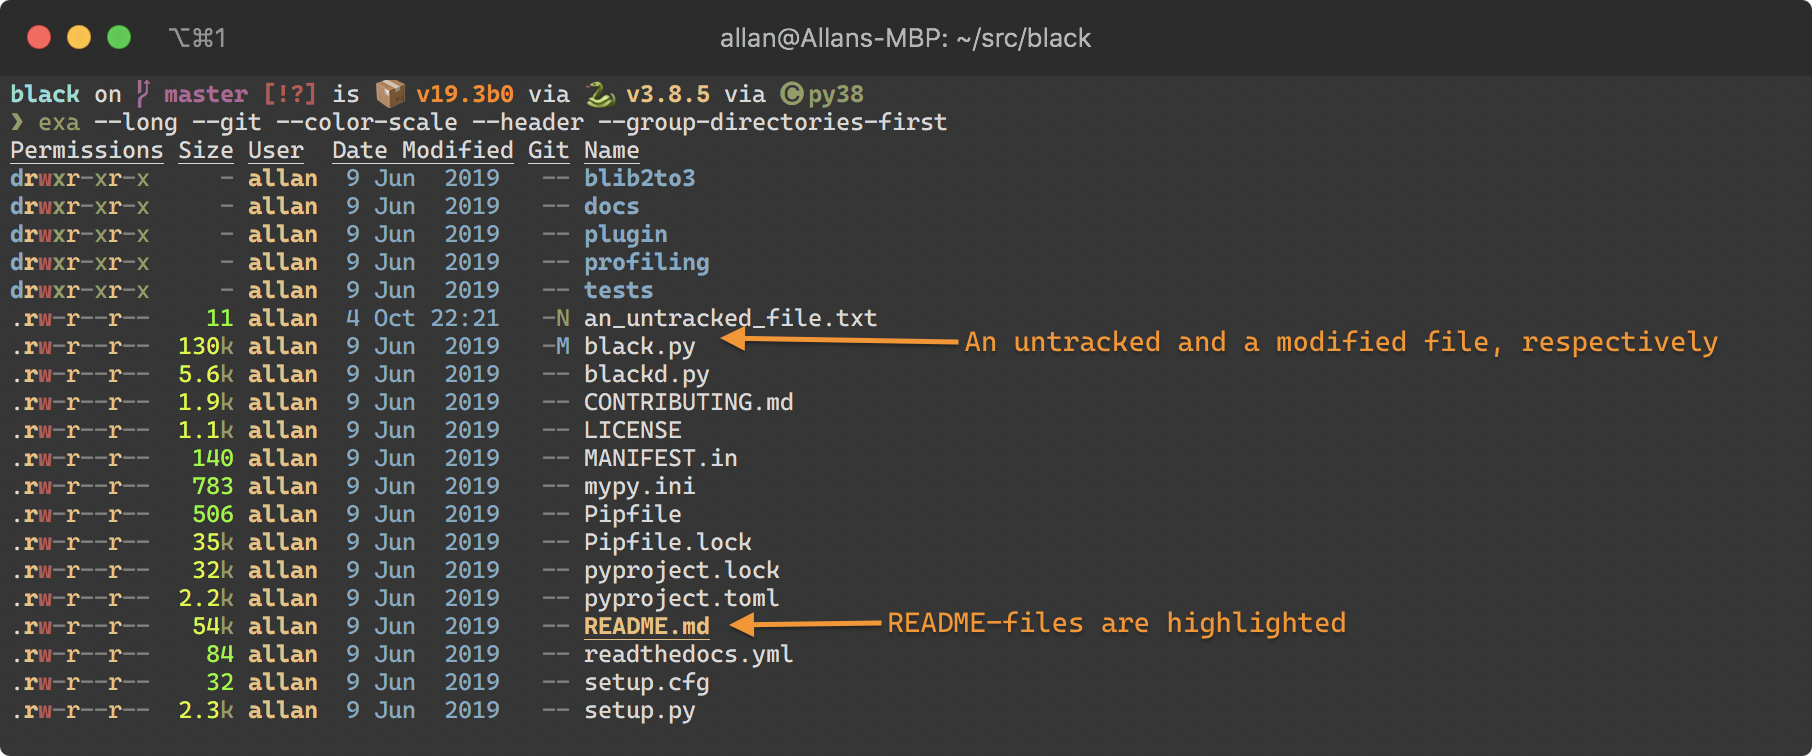 ⌥⌘1 allan@Allans-MBP: ~/src/black
black on master [!?] is 📦 v19.3b0 via 🐍 v3.8.5 via 🅒 py38
❯ exa --long --git --color-scale --header --group-directories-first
Permissions Size User  Date Modified Git Name
drwxr-xr-x     - allan  9 Jun  2019   -- blib2to3
drwxr-xr-x     - allan  9 Jun  2019   -- docs
drwxr-xr-x     - allan  9 Jun  2019   -- plugin
drwxr-xr-x     - allan  9 Jun  2019   -- profiling
drwxr-xr-x     - allan  9 Jun  2019   -- tests
.rw-r--r--    11 allan  4 Oct 22:21   -N an_untracked_file.txt
.rw-r--r--  130k allan  9 Jun  2019   -M black.py An untracked and a modified file, respectively
.rw-r--r--  5.6k allan  9 Jun  2019   -- blackd.py
.rw-r--r--  1.9k allan  9 Jun  2019   -- CONTRIBUTING.md
.rw-r--r--  1.1k allan  9 Jun  2019   -- LICENSE
.rw-r--r--   140 allan  9 Jun  2019   -- MANIFEST.in
.rw-r--r--   783 allan  9 Jun  2019   -- mypy.ini
.rw-r--r--   506 allan  9 Jun  2019   -- Pipfile
.rw-r--r--   35k allan  9 Jun  2019   -- Pipfile.lock
.rw-r--r--   32k allan  9 Jun  2019   -- pyproject.lock
.rw-r--r--  2.2k allan  9 Jun  2019   -- pyproject.toml
.rw-r--r--   54k allan  9 Jun  2019   -- README.md README-files are highlighted
.rw-r--r--    84 allan  9 Jun  2019   -- readthedocs.yml
.rw-r--r--    32 allan  9 Jun  2019   -- setup.cfg
.rw-r--r--  2.3k allan  9 Jun  2019   -- setup.py